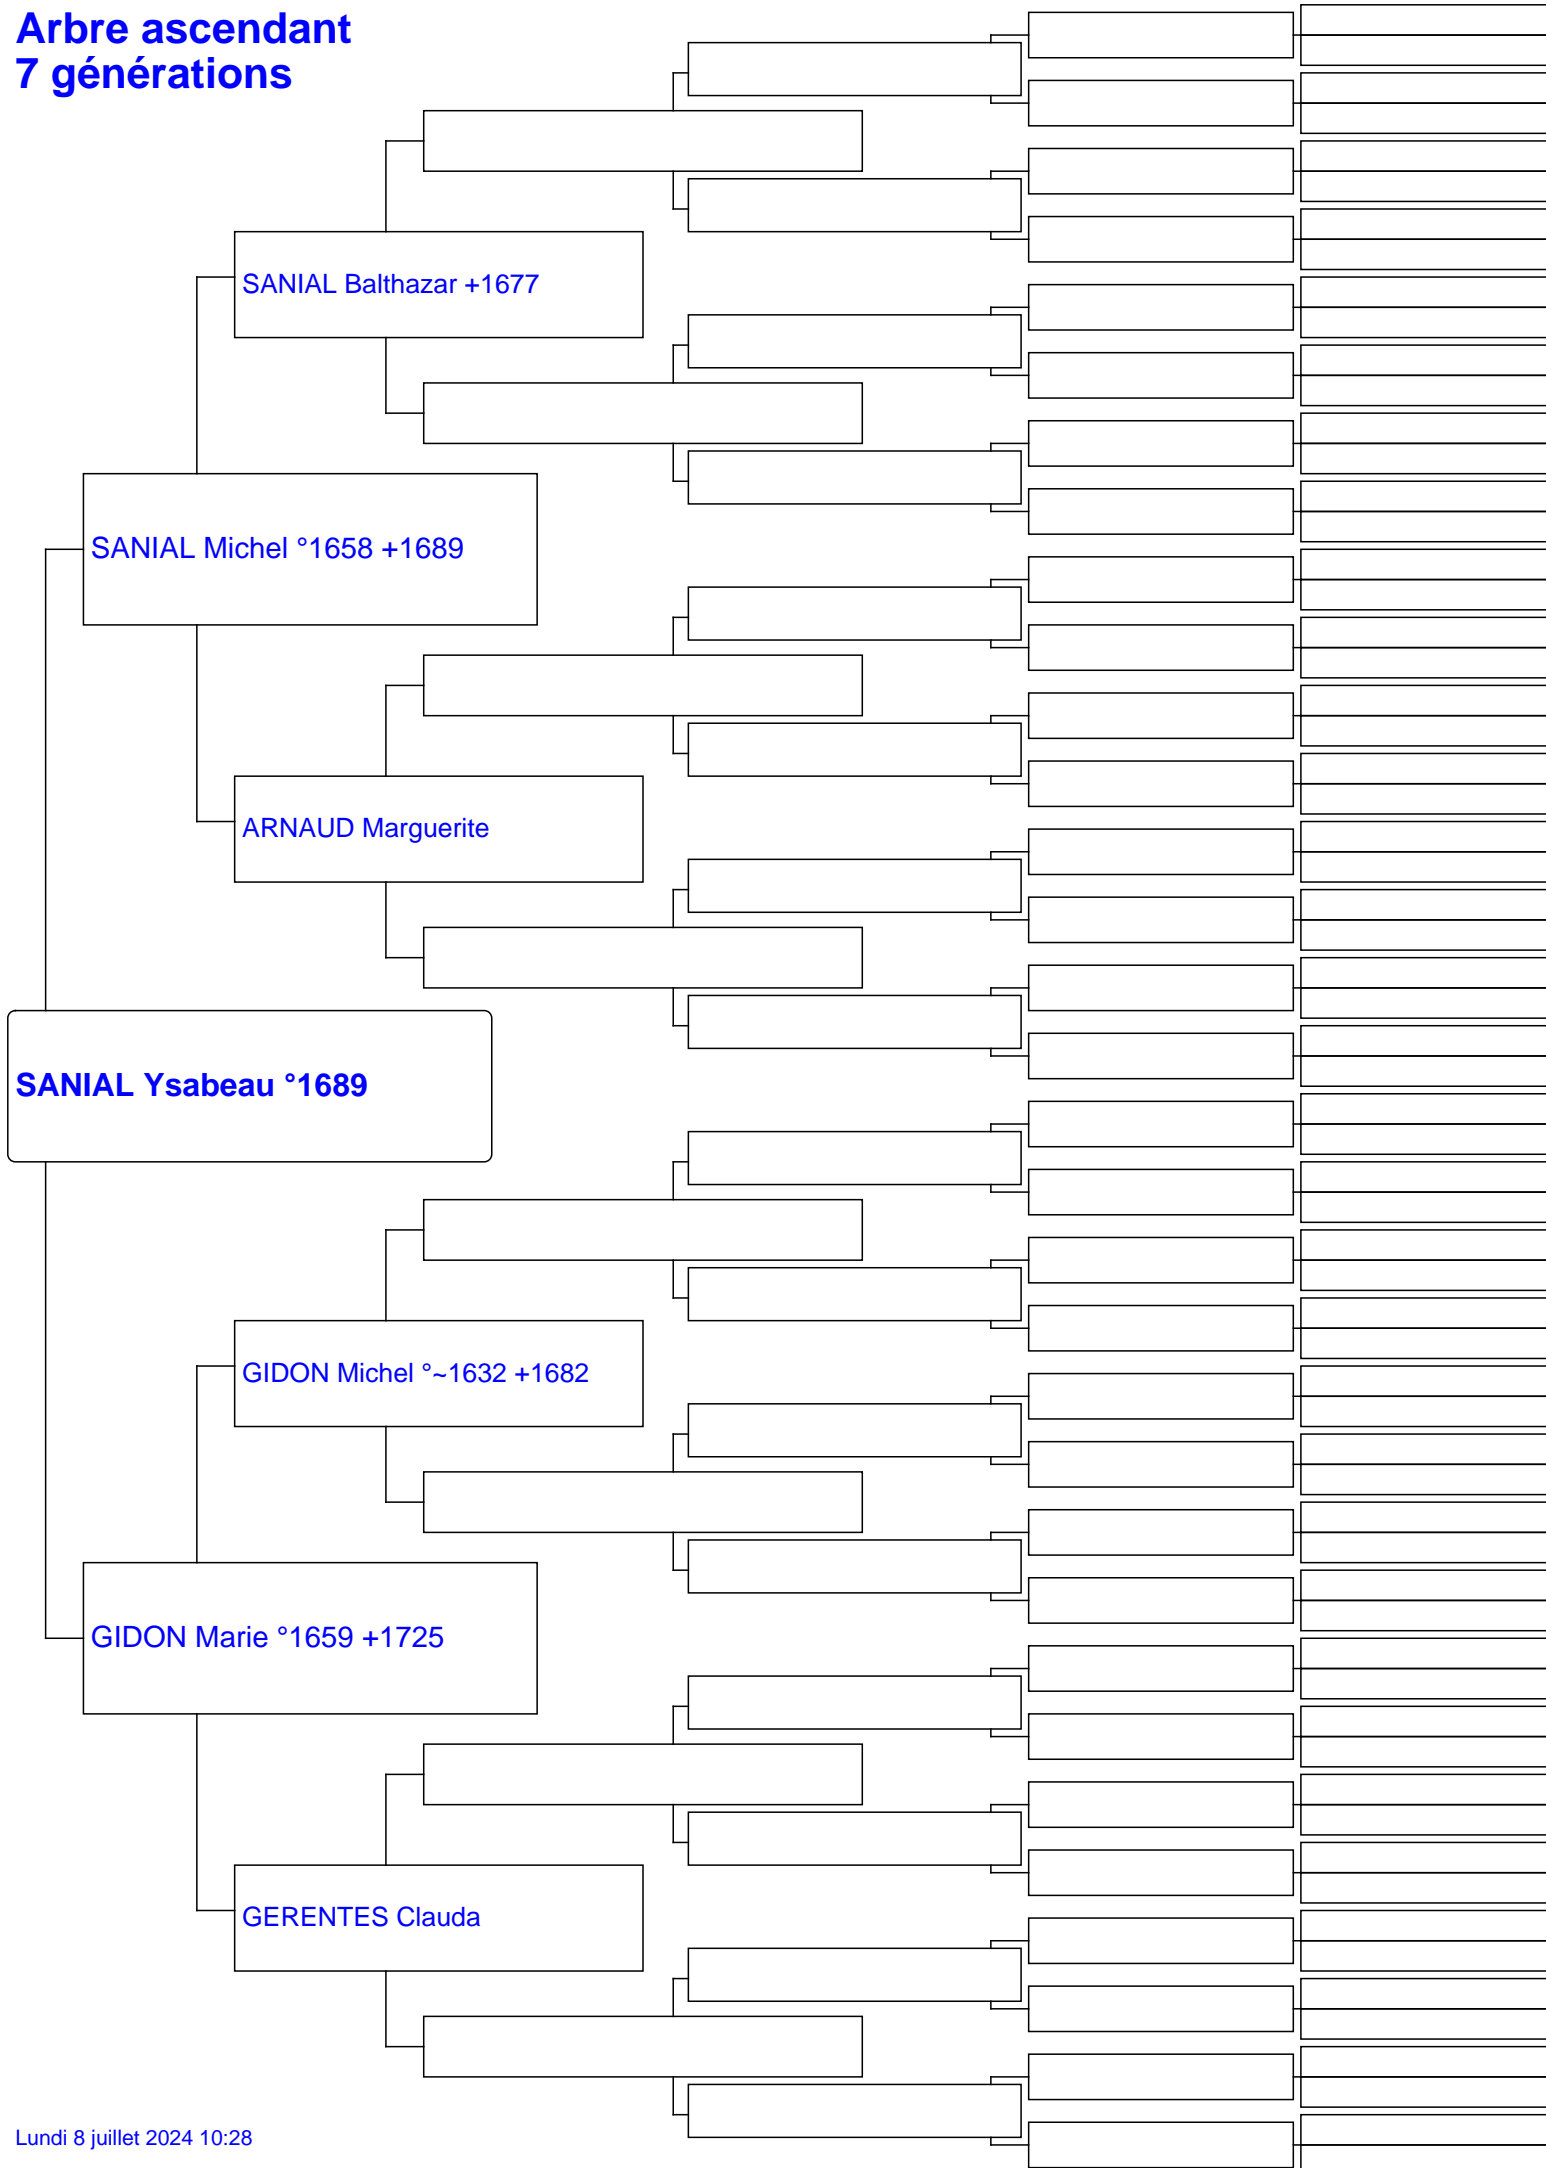 Arbre ascendant
7 générations
SANIAL Balthazar +1677
SANIAL Michel °1658 +1689
ARNAUD Marguerite
SANIAL Ysabeau °1689
GIDON Michel °~1632 +1682
GIDON Marie °1659 +1725
GERENTES Clauda
Lundi 8 juillet 2024 10:28